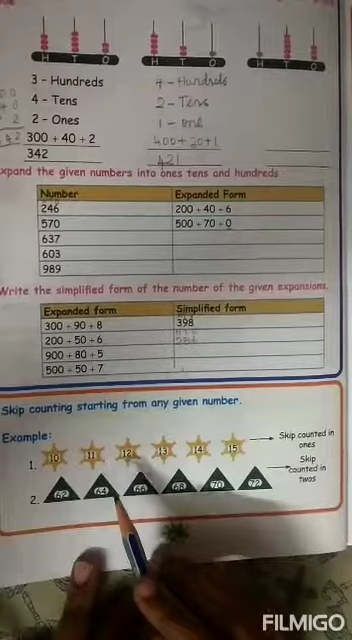 H T O H T O H T O
3 - Hundreds 4 - Hundreds
4 - Tens 2 - Tens
2 - Ones 1 - one
300 + 40 + 2 400+20+1
342 421
xpand the given numbers into ones tens and hundreds
Number Expanded Form
246 200 + 40 + 6
570 500 + 70 + 0
637
603
989
Write the simplified form of the number of the given expansions.
Expanded form Simplified form
300 + 90 + 8 398
200 + 50 + 6
900 + 80 + 5
500 + 50 + 7
Skip counting starting from any given number.
Example:
1. 10 11 12 13 14 15 Skip counted in ones
2. 62 64 66 68 70 72 Skip counted in twos
FILMIGO